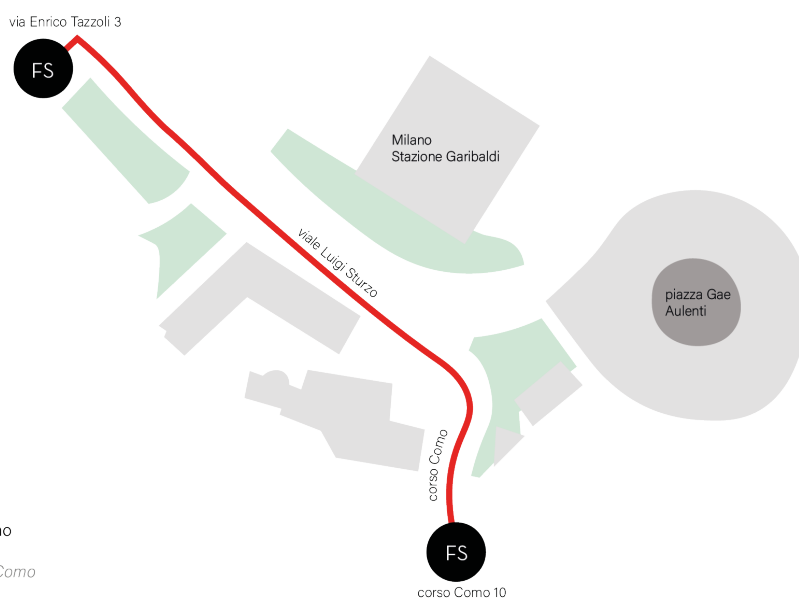 via Enrico Tazzoli 3
FS
Milano
Stazione Garibaldi
viale Luigi Sturzo
piazza Gae
Aulenti
corso Como
FS
corso Como 10
Como